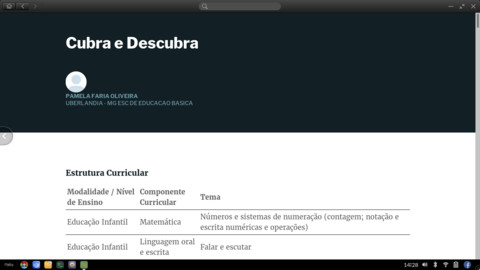 Cubra e Descubra
PAMELA FARIA OLIVEIRA
UBERLANDIA - MG ESC DE EDUCACAO BASICA
Estrutura Curricular
Modalidade / Nível de Ensino
Componente Curricular
Tema
Educação Infantil
Matemática
Números e sistemas de numeração (contagem; notação e
escrita numéricas e operações)
Educação Infantil
Linguagem oral
e escrita
Falar e escutar
14:28